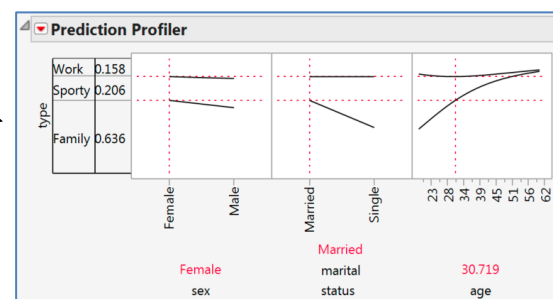 Prediction Profiler
type
Work 0.158
Sporty 0.206
Family 0.636
Female Male Married Single 23 28 34 39 45 51 56 62
Married
Female marital 30.719
sex status age